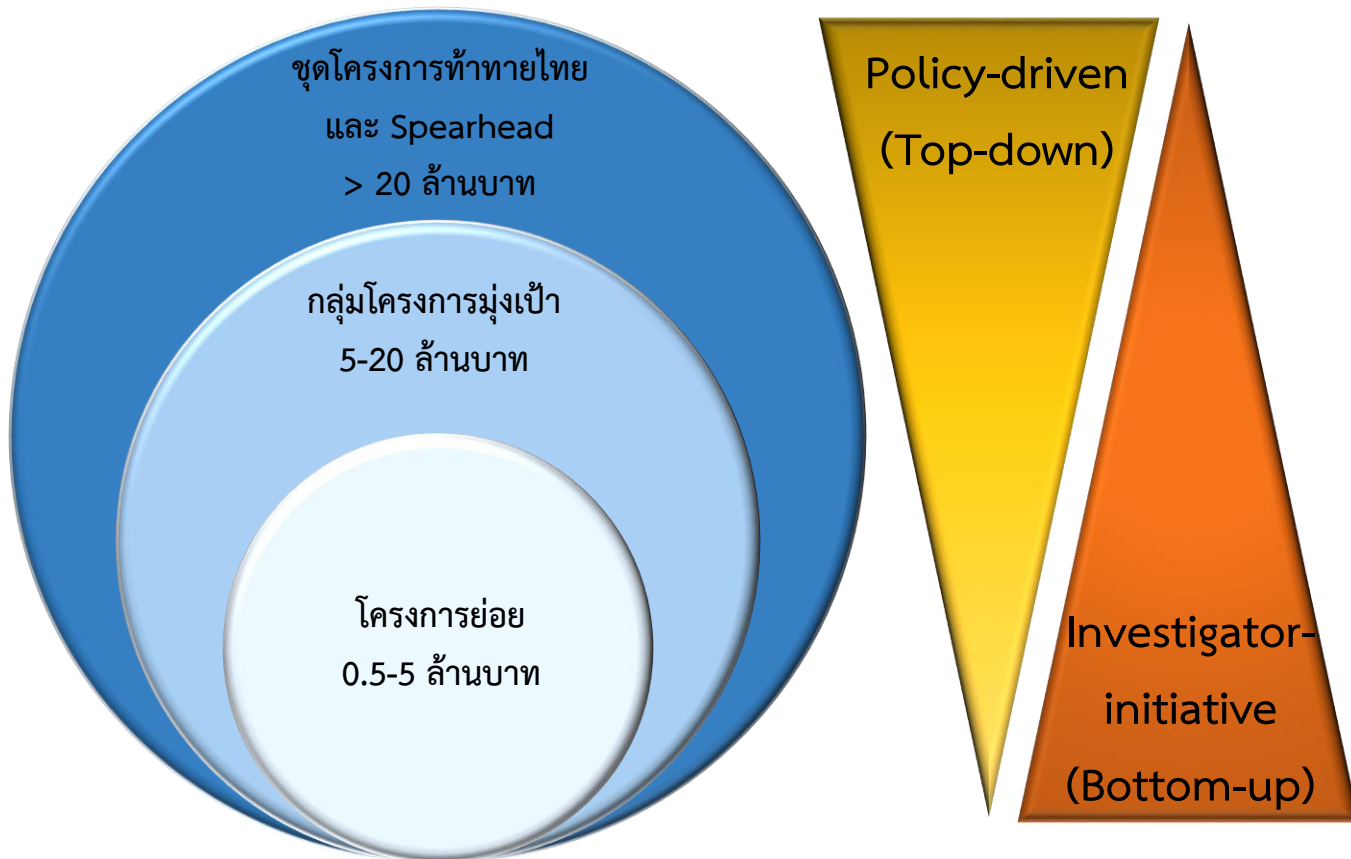 ชุดโครงการท้าทายไทย
และ Spearhead
> 20 ล้านบาท
กลุ่มโครงการมุ่งเป้า
5-20 ล้านบาท
โครงการย่อย
0.5-5 ล้านบาท
Policy-driven
(Top-down)
Investigator-
initiative
(Bottom-up)